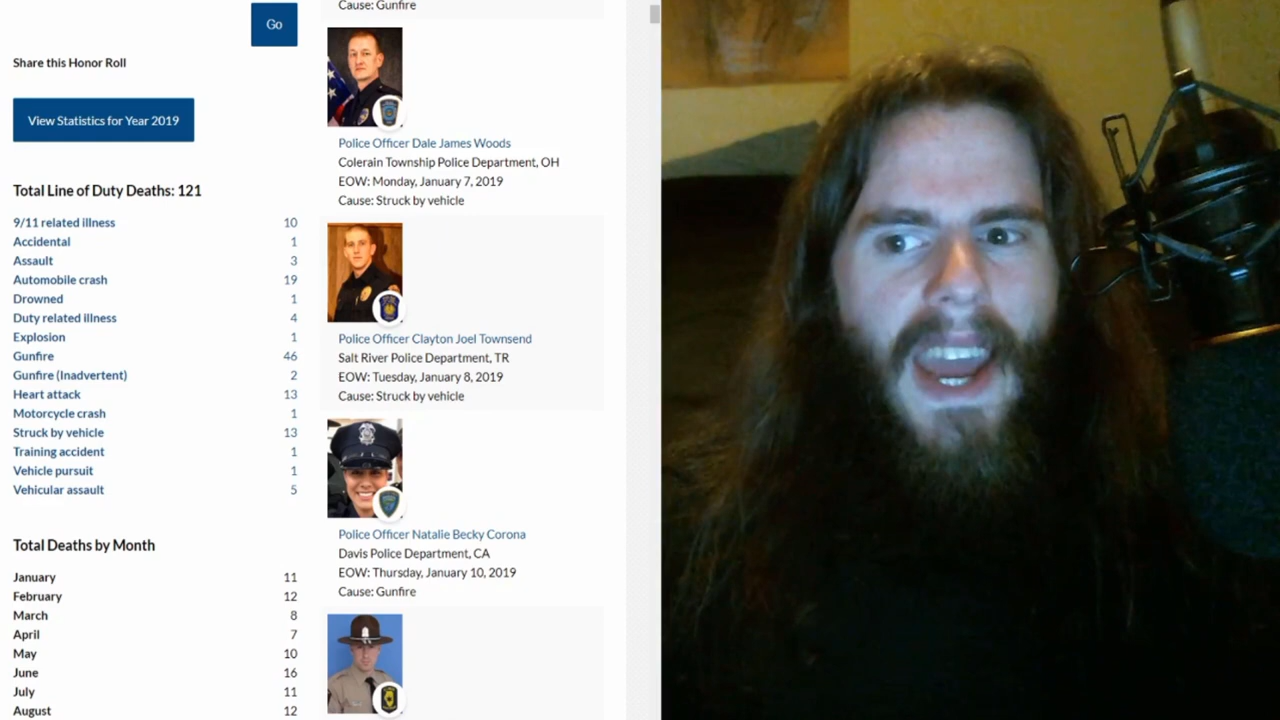 Go
Share this Honor Roll
View Statistics for Year 2019
Total Line of Duty Deaths: 121
9/11 related illness 10
Accidental 1
Assault 3
Automobile crash 19
Drowned 1
Duty related illness 4
Explosion 1
Gunfire 46
Gunfire (Inadvertent) 2
Heart attack 13
Motorcycle crash 1
Struck by vehicle 13
Training accident 1
Vehicle pursuit 1
Vehicular assault 5
Total Deaths by Month
January 11
February 12
March 8
April 7
May 10
June 16
July 11
August 12
Cause: Gunfire
Police Officer Dale James Woods
Colerain Township Police Department, OH
EOW: Monday, January 7, 2019
Cause: Struck by vehicle
Police Officer Clayton Joel Townsend
Salt River Police Department, TR
EOW: Tuesday, January 8, 2019
Cause: Struck by vehicle
Police Officer Natalie Becky Corona
Davis Police Department, CA
EOW: Thursday, January 10, 2019
Cause: Gunfire